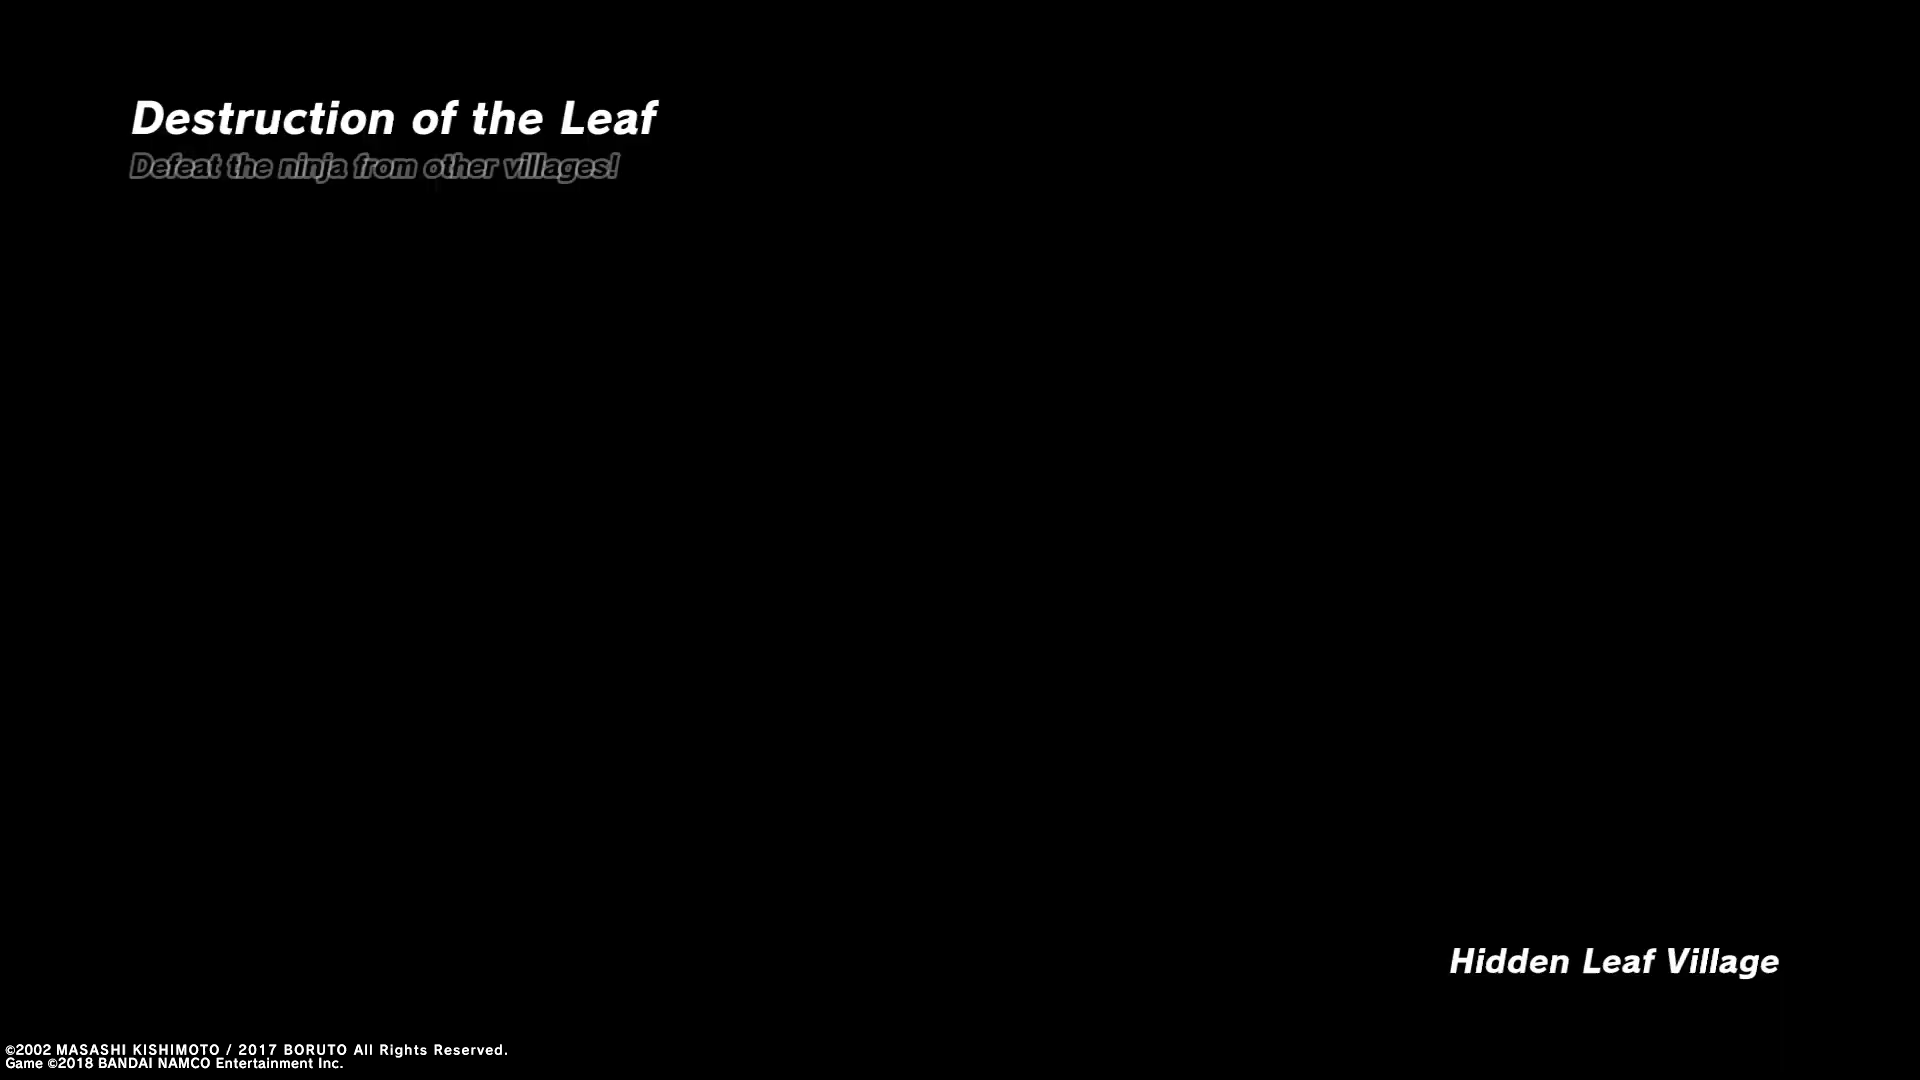 Destruction of the Leaf
Defeat the ninja from other villages!
Hidden Leaf Village
©2002 MASASHI KISHIMOTO / 2017 BORUTO All Rights Reserved.
Game ©2018 BANDAI NAMCO Entertainment Inc.